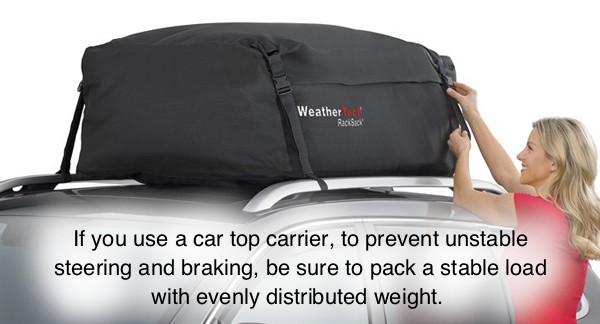 WeatherTech®
RackSack®
If you use a car top carrier, to prevent unstable
steering and braking, be sure to pack a stable load
with evenly distributed weight.